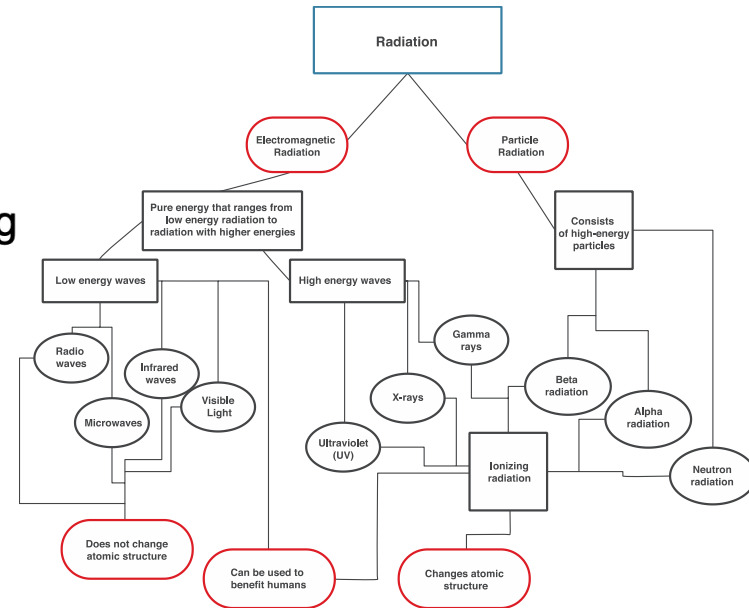 Radiation
Electromagnetic
Radiation
Particle
Radiation
g
Pure energy that ranges from
low energy radiation to
radiation with higher energies
Consists
of high-energy
particles
Low energy waves
High energy waves
Radio
waves
Infrared
waves
Gamma
rays
Microwaves
Visible
Light
X-rays
Beta
radiation
Alpha
radiation
Ultraviolet
(UV)
Ionizing
radiation
Neutron
radiation
Does not change
atomic structure
Can be used to
benefit humans
Changes atomic
structure